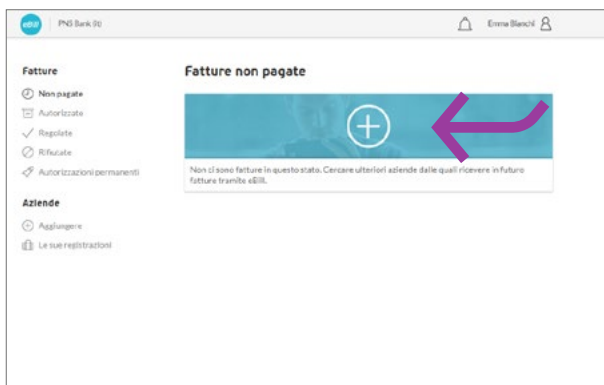 eBill PNS Bank (It) Emma Bianchi
Fatture
Non pagate
Autorizzate
Regolate
Rifiutate
Autorizzazioni permanenti
Aziende
Aggiungere
Le sue registrazioni
Fatture non pagate
Non ci sono fatture in questo stato. Cercare ulteriori aziende dalle quali ricevere in futuro
fatture tramite eBill.